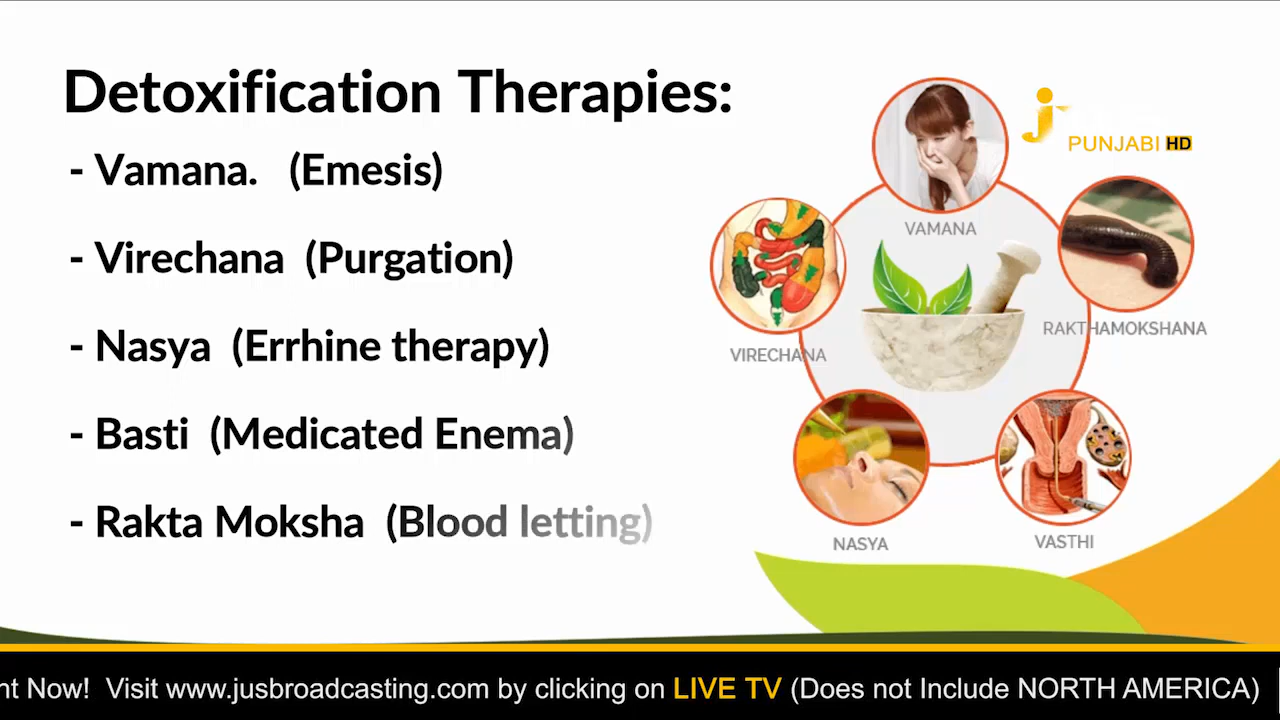 Detoxification Therapies:
- Vamana. (Emesis)
- Virechana (Purgation)
- Nasya (Errhine therapy)
- Basti (Medicated Enema)
- Rakta Moksha (Blood letting)
PUNJABI HD
VAMANA
RAKTHAMOKSHANA
VIRECHANA
NASYA
VASTHI
Now! Visit www.jusbroadcasting.com by clicking on LIVE TV (Does not Include NORTH AMERICA)